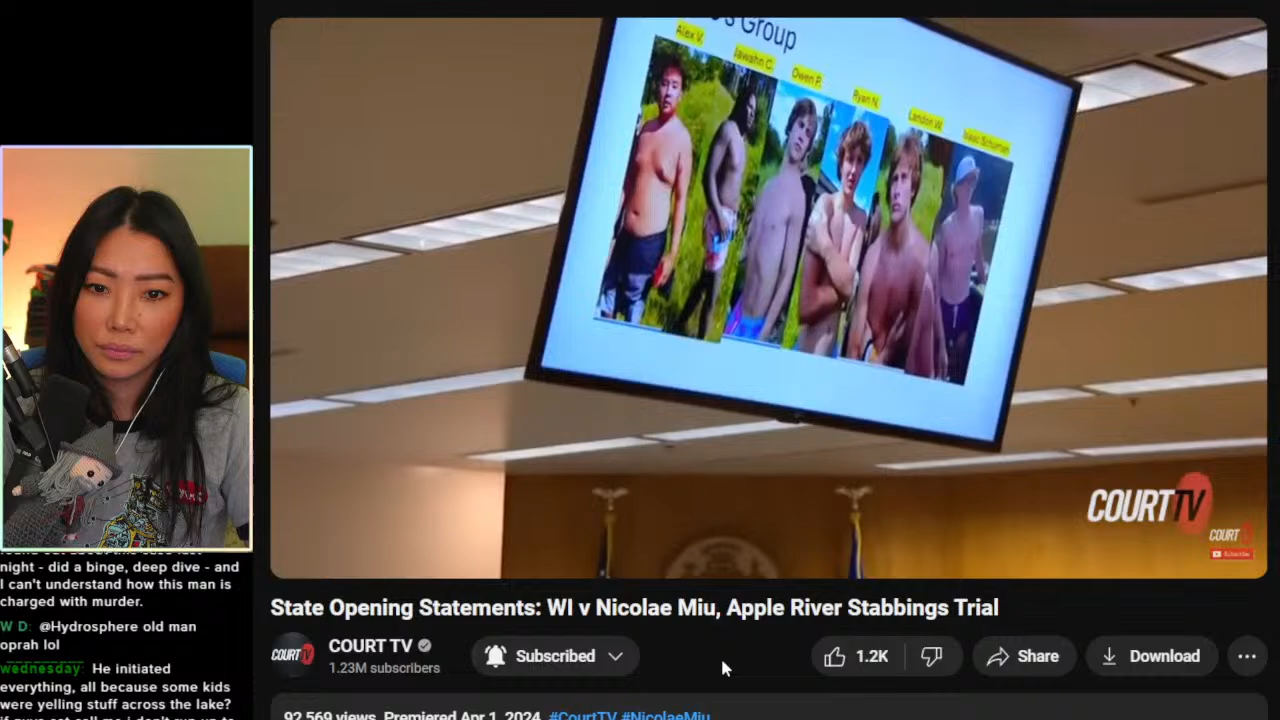 's Group
Alex V.
Jawahn C.
Owen P.
Ryan N.
Landon W.
Isaac Schuman
COURT TV
COURT
Subscribe
night - did a binge, deep dive - and
I can't understand how this man is
charged with murder.
W D: @Hydrosphere old man
oprah lol
wednesday: He initiated
everything, all because some kids
were yelling stuff across the lake?
State Opening Statements: WI v Nicolae Miu, Apple River Stabbings Trial
COURT TV
1.23M subscribers
Subscribed
1.2K
Share
Download
92,569 views Premiered Apr 1, 2024 #CourtTV #NicolaeMiu